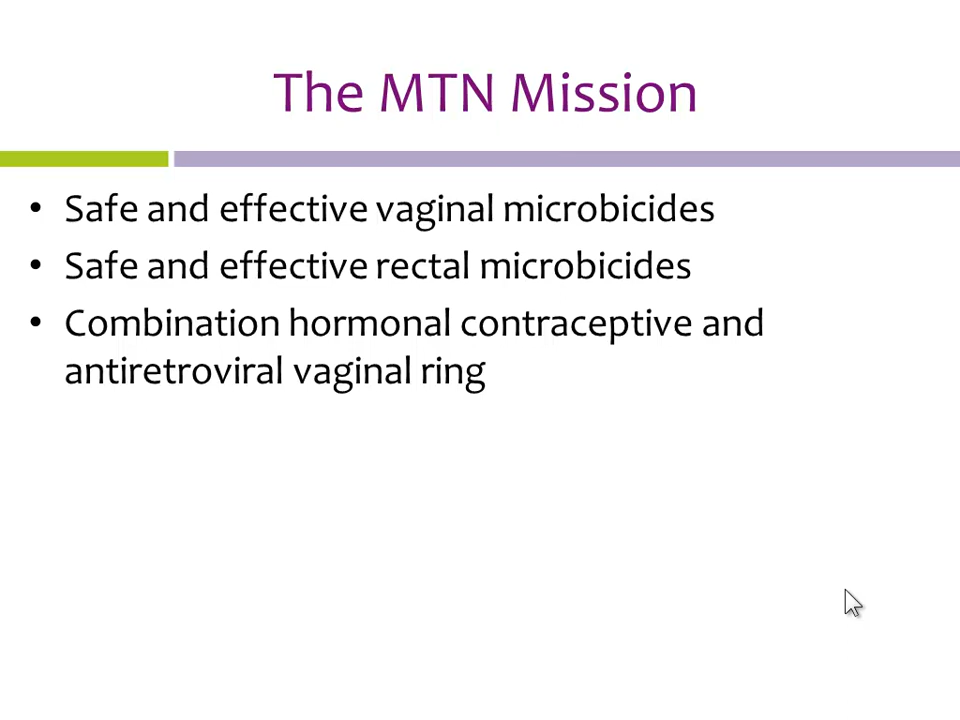 The MTN Mission
• Safe and effective vaginal microbicides
• Safe and effective rectal microbicides
• Combination hormonal contraceptive and
antiretroviral vaginal ring